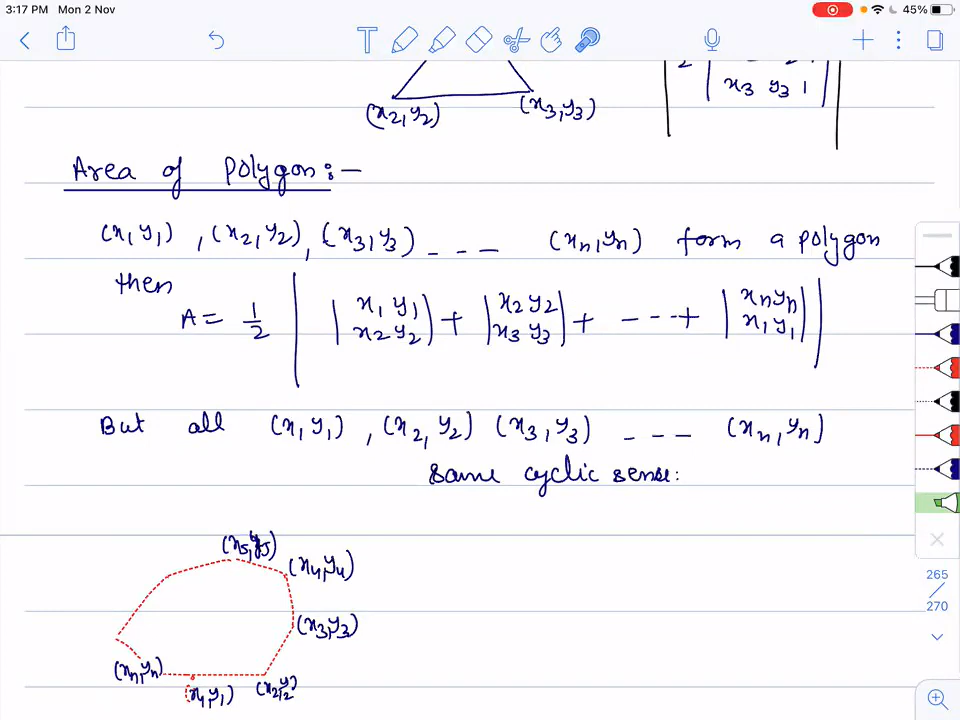 3:17 PM Mon 2 Nov 45%
2
x3 y3 1
(x2, y2) (x3, y3)
Area of Polygon:-
(x1 y1), (x2, y2), (x3, y3) - - - (xn, yn) form a polygon
then
A = 1/2 | |x1 y1 x2 y2| + |x2 y2 x3 y3| + - - - + |xn yn x1 y1| |
But all (x1 y1), (x2, y2) (x3, y3) - - - (xn, yn)
same cyclic sense:
(x5, y5)
(x4, y4)
(x3, y3)
(xn, yn)
(x1, y1) (x2, y2)
265
/
270